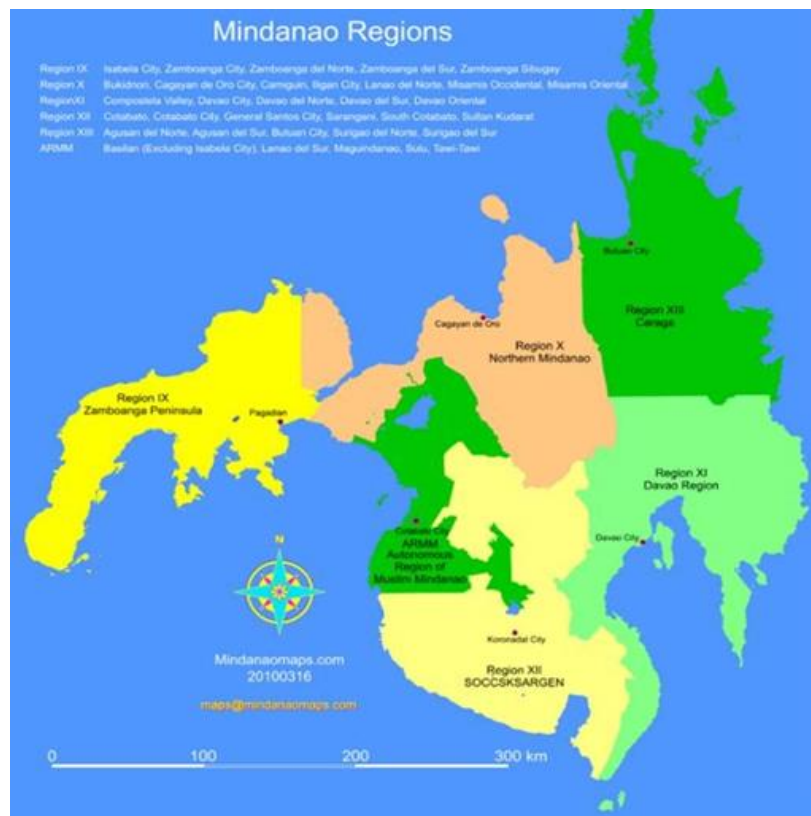 Mindanao Regions
Region IX Isabela City, Zamboanga City, Zamboanga del Norte, Zamboanga del Sur, Zamboanga Sibugay
Region X Bukidnon, Cagayan de Oro City, Camiguin, Iligan City, Lanao del Norte, Misamis Occidental, Misamis Oriental
RegionXI Compostela Valley, Davao City, Davao del Norte, Davao del Sur, Davao Oriental
Region XII Cotabato, Cotabato City, General Santos City, Sarangani, South Cotabato, Sultan Kudarat
Region XIII Agusan del Norte, Agusan del Sur, Butuan City, Surigao del Norte, Surigao del Sur
ARMM Basilan (Excluding Isabela City), Lanao del Sur, Maguindanao, Sulu, Tawi-Tawi
Butuan City
Region XIII
Caraga
Cagayan de Oro
Region X
Northern Mindanao
Region IX
Zamboanga Peninsula
Pagadian
Region XI
Davao Region
Cotabato City
ARMM
Autonomous
Region of
Muslim Mindanao
Davao City
N
Koronadal City
Region XII
SOCCSKSARGEN
Mindanaomaps.com
20100316
maps@mindanaomaps.com
0 100 200 300 km